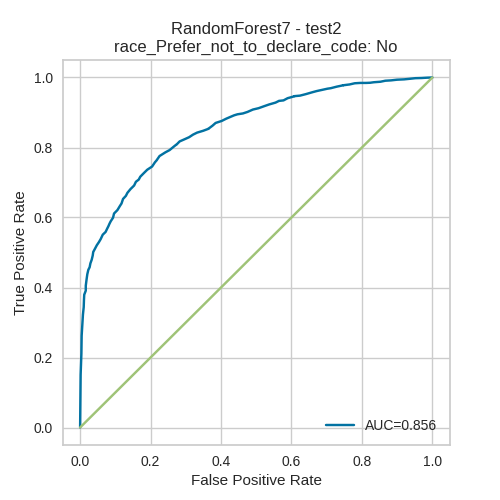 RandomForest7 - test2
race_Prefer_not_to_declare_code: No
True Positive Rate
1.0
0.8
0.6
0.4
0.2
0.0
AUC=0.856
0.0 0.2 0.4 0.6 0.8 1.0
False Positive Rate